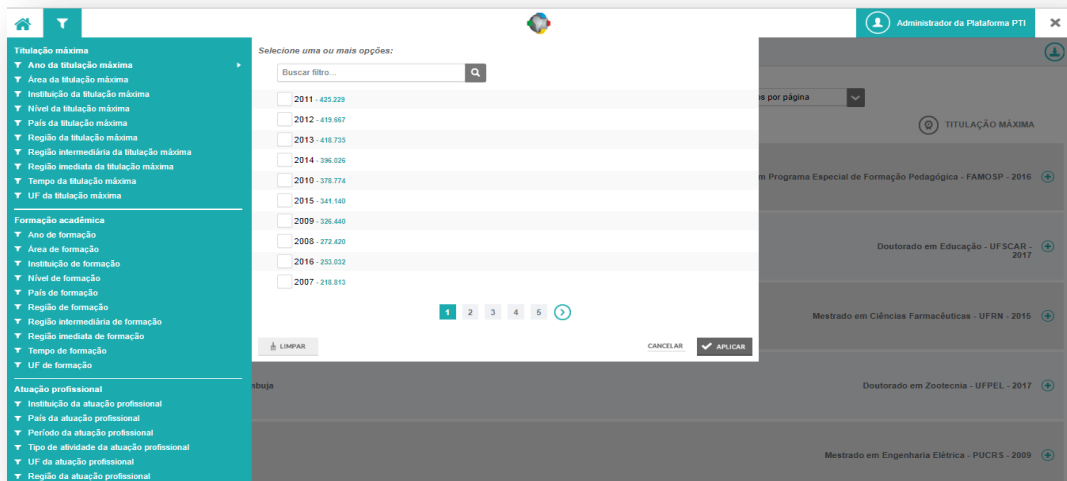 Administrador da Plataforma PTI
Titulação máxima
Ano da titulação máxima
Área da titulação máxima
Instituição da titulação máxima
Nível da titulação máxima
País da titulação máxima
Região da titulação máxima
Região intermediária da titulação máxima
Região imediata da titulação máxima
Tempo da titulação máxima
UF da titulação máxima
Formação acadêmica
Ano de formação
Área de formação
Instituição de formação
Nível de formação
País de formação
Região de formação
Região intermediária de formação
Região imediata de formação
Tempo de formação
UF de formação
Atuação profissional
Instituição da atuação profissional
País da atuação profissional
Período da atuação profissional
Tipo de atividade da atuação profissional
UF da atuação profissional
Região da atuação profissional
Selecione uma ou mais opções:
Buscar filtro...
2011 - 423.229
2012 - 419.667
2013 - 418.735
2014 - 396.026
2010 - 378.774
2015 - 341.140
2009 - 326.440
2008 - 272.420
2016 - 253.032
2007 - 218.813
1 2 3 4 5
LIMPAR
CANCELAR
APLICAR
os por página
TITULAÇÃO MÁXIMA
m Programa Especial de Formação Pedagógica - FAMOSP - 2016
Doutorado em Educação - UFSCAR -
2017
Mestrado em Ciências Farmacêuticas - UFRN - 2015
mbuja
Doutorado em Zootecnia - UFPEL - 2017
Mestrado em Engenharia Elétrica - PUCRS - 2009